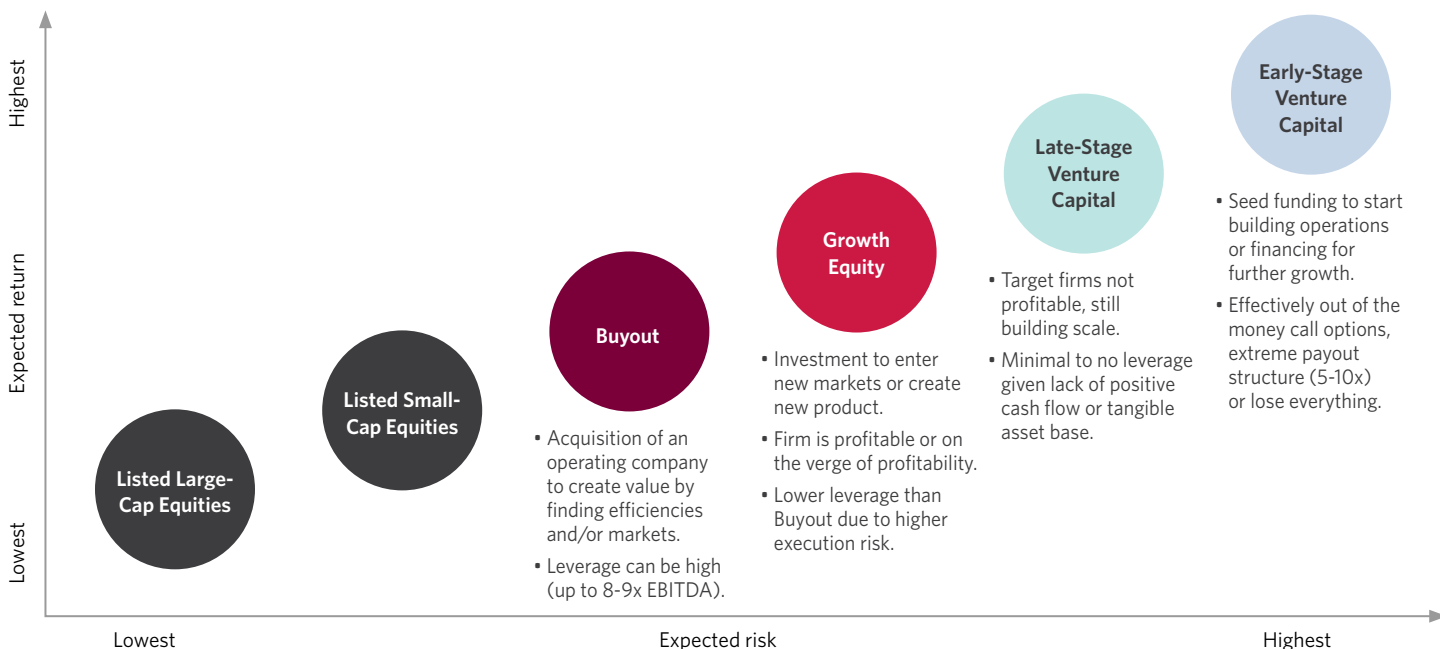 Highest
Expected return
Lowest
Listed Large-
Cap Equities
Listed Small-
Cap Equities
Buyout
▪ Acquisition of an
operating company
to create value by
finding efficiencies
and/or markets.
▪ Leverage can be high
(up to 8-9x EBITDA).
Growth
Equity
▪ Investment to enter
new markets or create
new product.
▪ Firm is profitable or on
the verge of profitability.
▪ Lower leverage than
Buyout due to higher
execution risk.
Late-Stage
Venture
Capital
▪ Target firms not
profitable, still
building scale.
▪ Minimal to no leverage
given lack of positive
cash flow or tangible
asset base.
Early-Stage
Venture
Capital
▪ Seed funding to start
building operations
or financing for
further growth.
▪ Effectively out of the
money call options,
extreme payout
structure (5-10x)
or lose everything.
Lowest
Expected risk
Highest